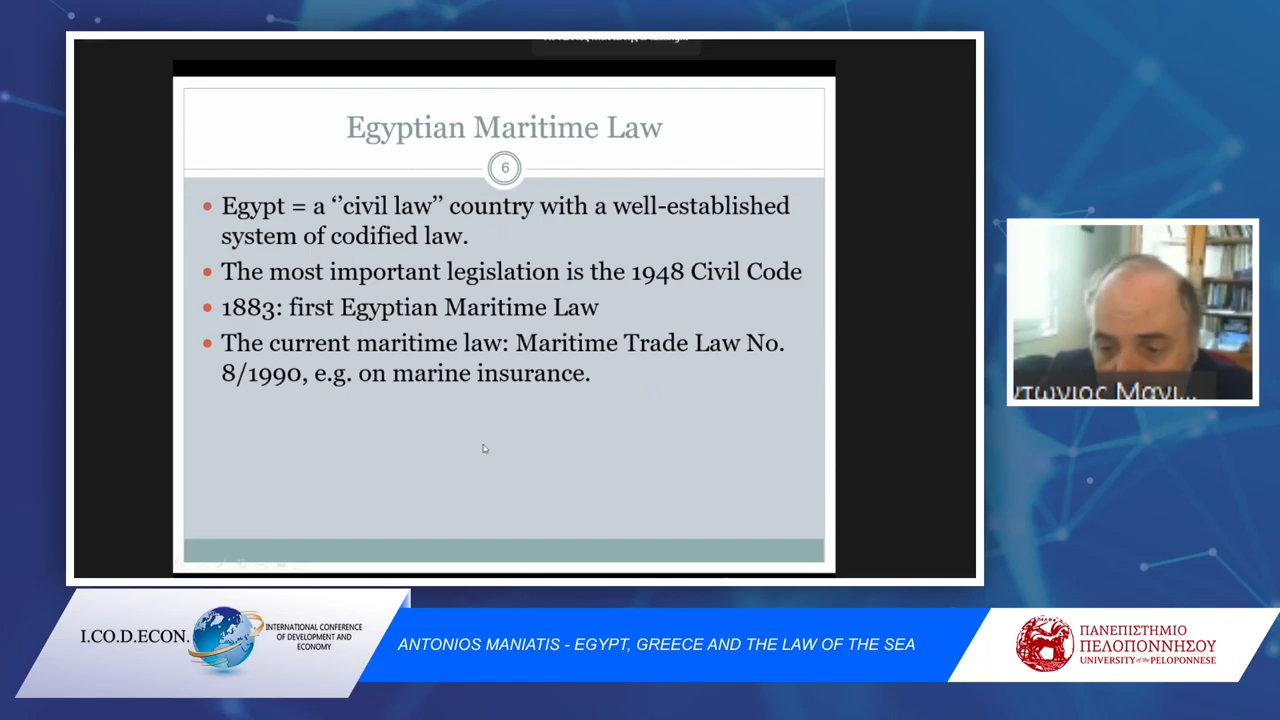 Egyptian Maritime Law
6
• Egypt = a ‘’civil law’’ country with a well-established
system of codified law.
• The most important legislation is the 1948 Civil Code
• 1883: first Egyptian Maritime Law
• The current maritime law: Maritime Trade Law No.
8/1990, e.g. on marine insurance.
I.CO.D.ECON.
INTERNATIONAL CONFERENCE
OF DEVELOPMENT AND
ECONOMY
ANTONIOS MANIATIS - EGYPT, GREECE AND THE LAW OF THE SEA
ΠΑΝΕΠΙΣΤΗΜΙΟ
ΠΕΛΟΠΟΝΝΗΣΟΥ
UNIVERSITY of the PELOPONNESE